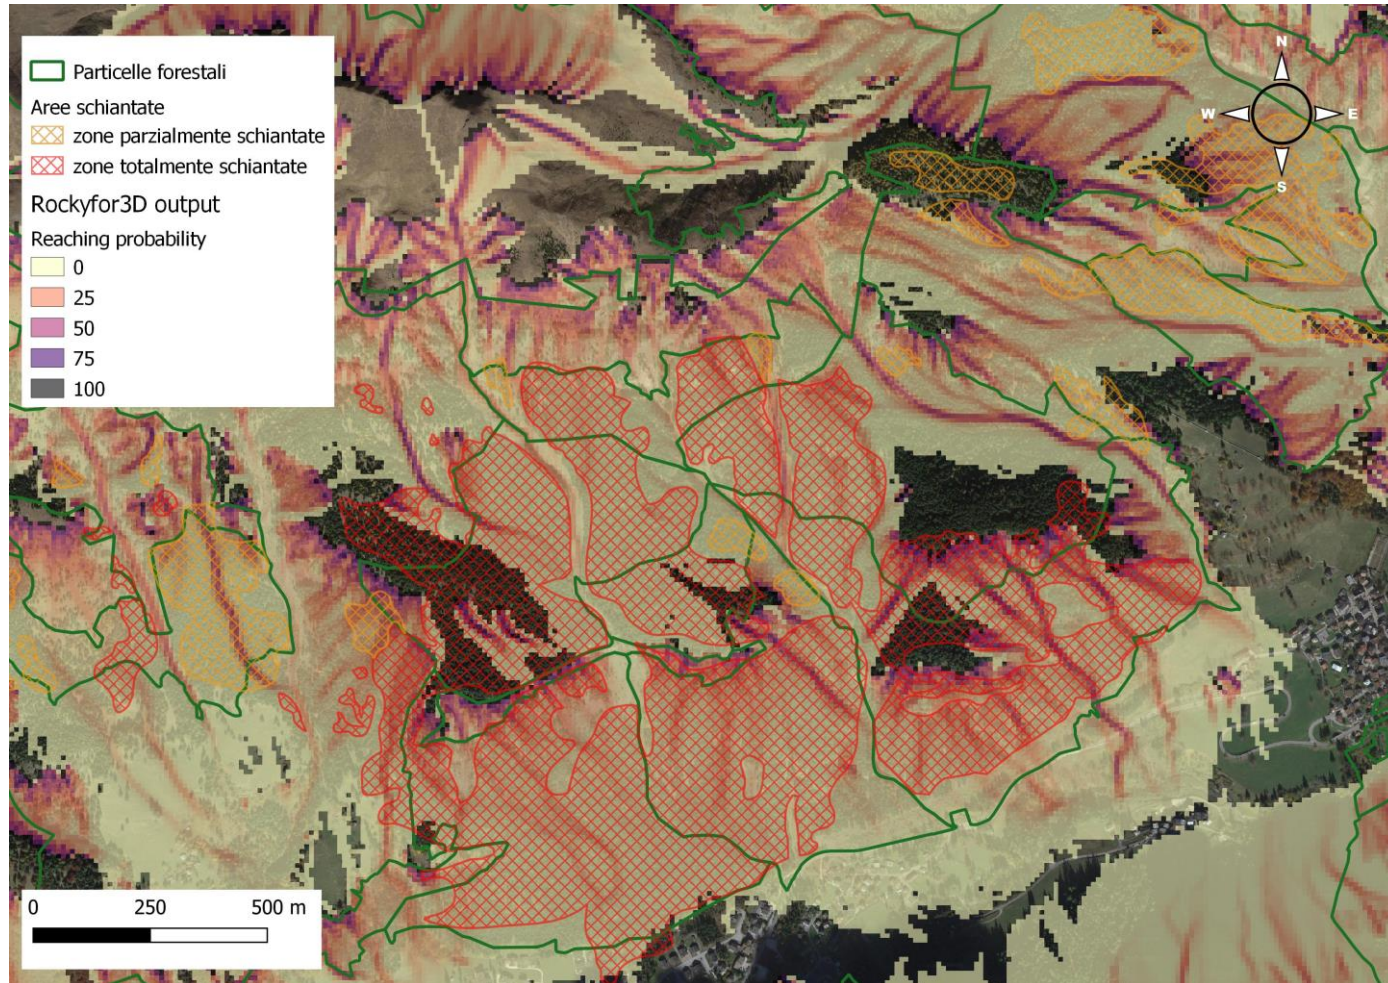 Particelle forestali
Aree schiantate
zone parzialmente schiantate
zone totalmente schiantate
Rockyfor3D output
Reaching probability
0
25
50
75
100
N
W
E
S
0 250 500 m